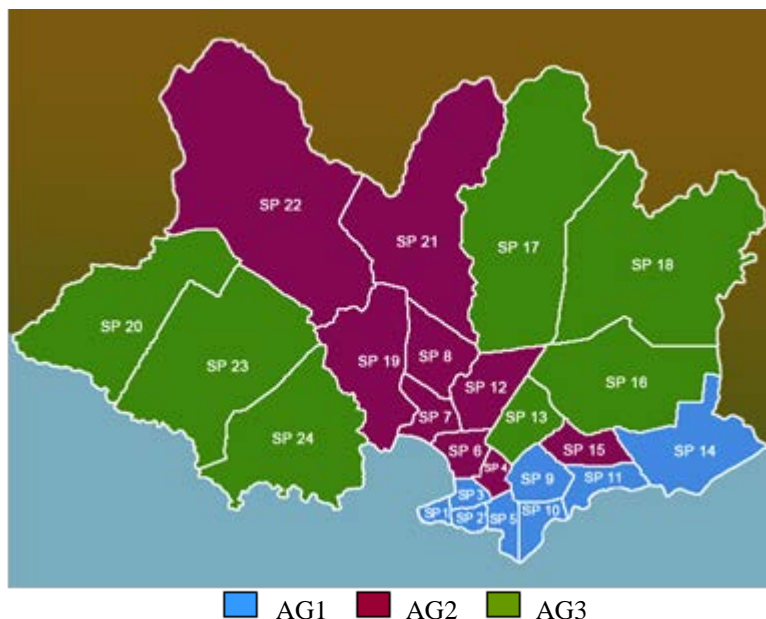 SP 22
SP 21
SP 17
SP 18
SP 20
SP 23
SP 19
SP 8
SP 12
SP 16
SP 24
SP 7
SP 13
SP 6
SP 15
SP 14
SP 4
SP 9
SP 11
SP 3
SP 1
SP 2
SP 5
SP 10
AG1 AG2 AG3